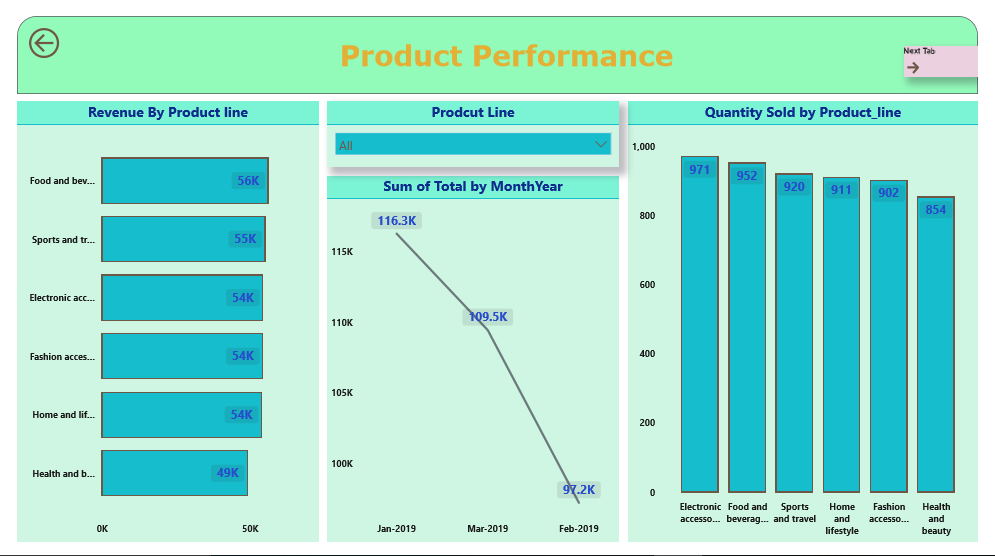 Product Performance
Next Tab
Revenue By Product line
Food and bev...
56K
Sports and tr...
55K
Electronic acc...
54K
Fashion acces...
54K
Home and lif...
54K
Health and b...
49K
0K
50K
Prodcut Line
All
Sum of Total by MonthYear
116.3K
115K
109.5K
110K
105K
100K
97.2K
Jan-2019
Mar-2019
Feb-2019
Quantity Sold by Product_line
1,000
800
600
400
200
0
971
952
920
911
902
854
Electronic
accesso...
Food and
beverag...
Sports
and travel
Home
and
lifestyle
Fashion
accesso...
Health
and
beauty